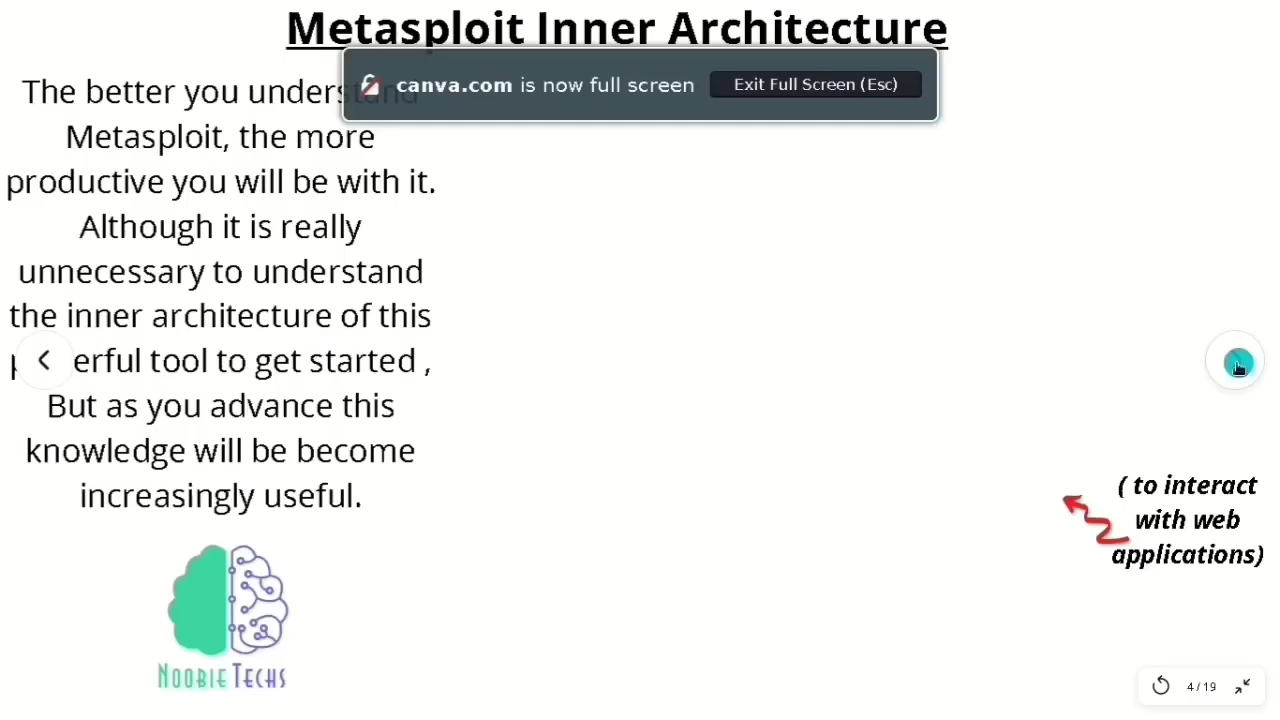 Metasploit Inner Architecture
canva.com is now full screen
Exit Full Screen (Esc)
The better you understand
Metasploit, the more
productive you will be with it.
Although it is really
unnecessary to understand
the inner architecture of this
powerful tool to get started ,
But as you advance this
knowledge will be become
increasingly useful.
( to interact
with web
applications)
NOOBIE TECHS
4 / 19